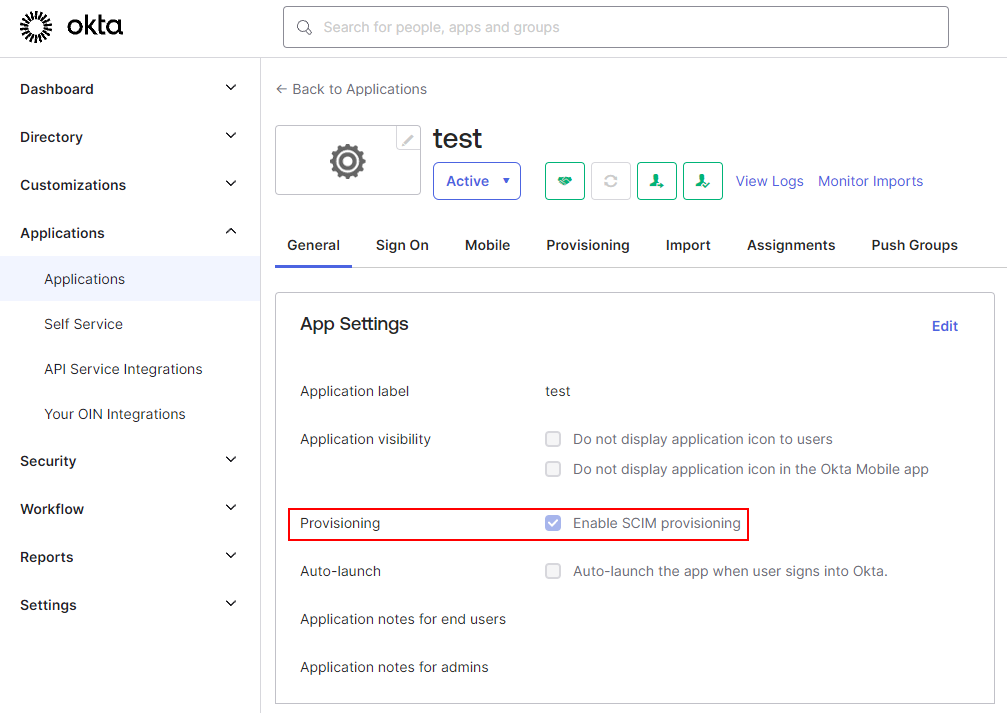 okta
Search for people, apps and groups
Dashboard
Directory
Customizations
Applications
Applications
Self Service
API Service Integrations
Your OIN Integrations
Security
Workflow
Reports
Settings
← Back to Applications
test
Active
View Logs
Monitor Imports
General Sign On Mobile Provisioning Import Assignments Push Groups
App Settings
Edit
Application label test
Application visibility Do not display application icon to users
Do not display application icon in the Okta Mobile app
Provisioning Enable SCIM provisioning
Auto-launch Auto-launch the app when user signs into Okta.
Application notes for end users
Application notes for admins